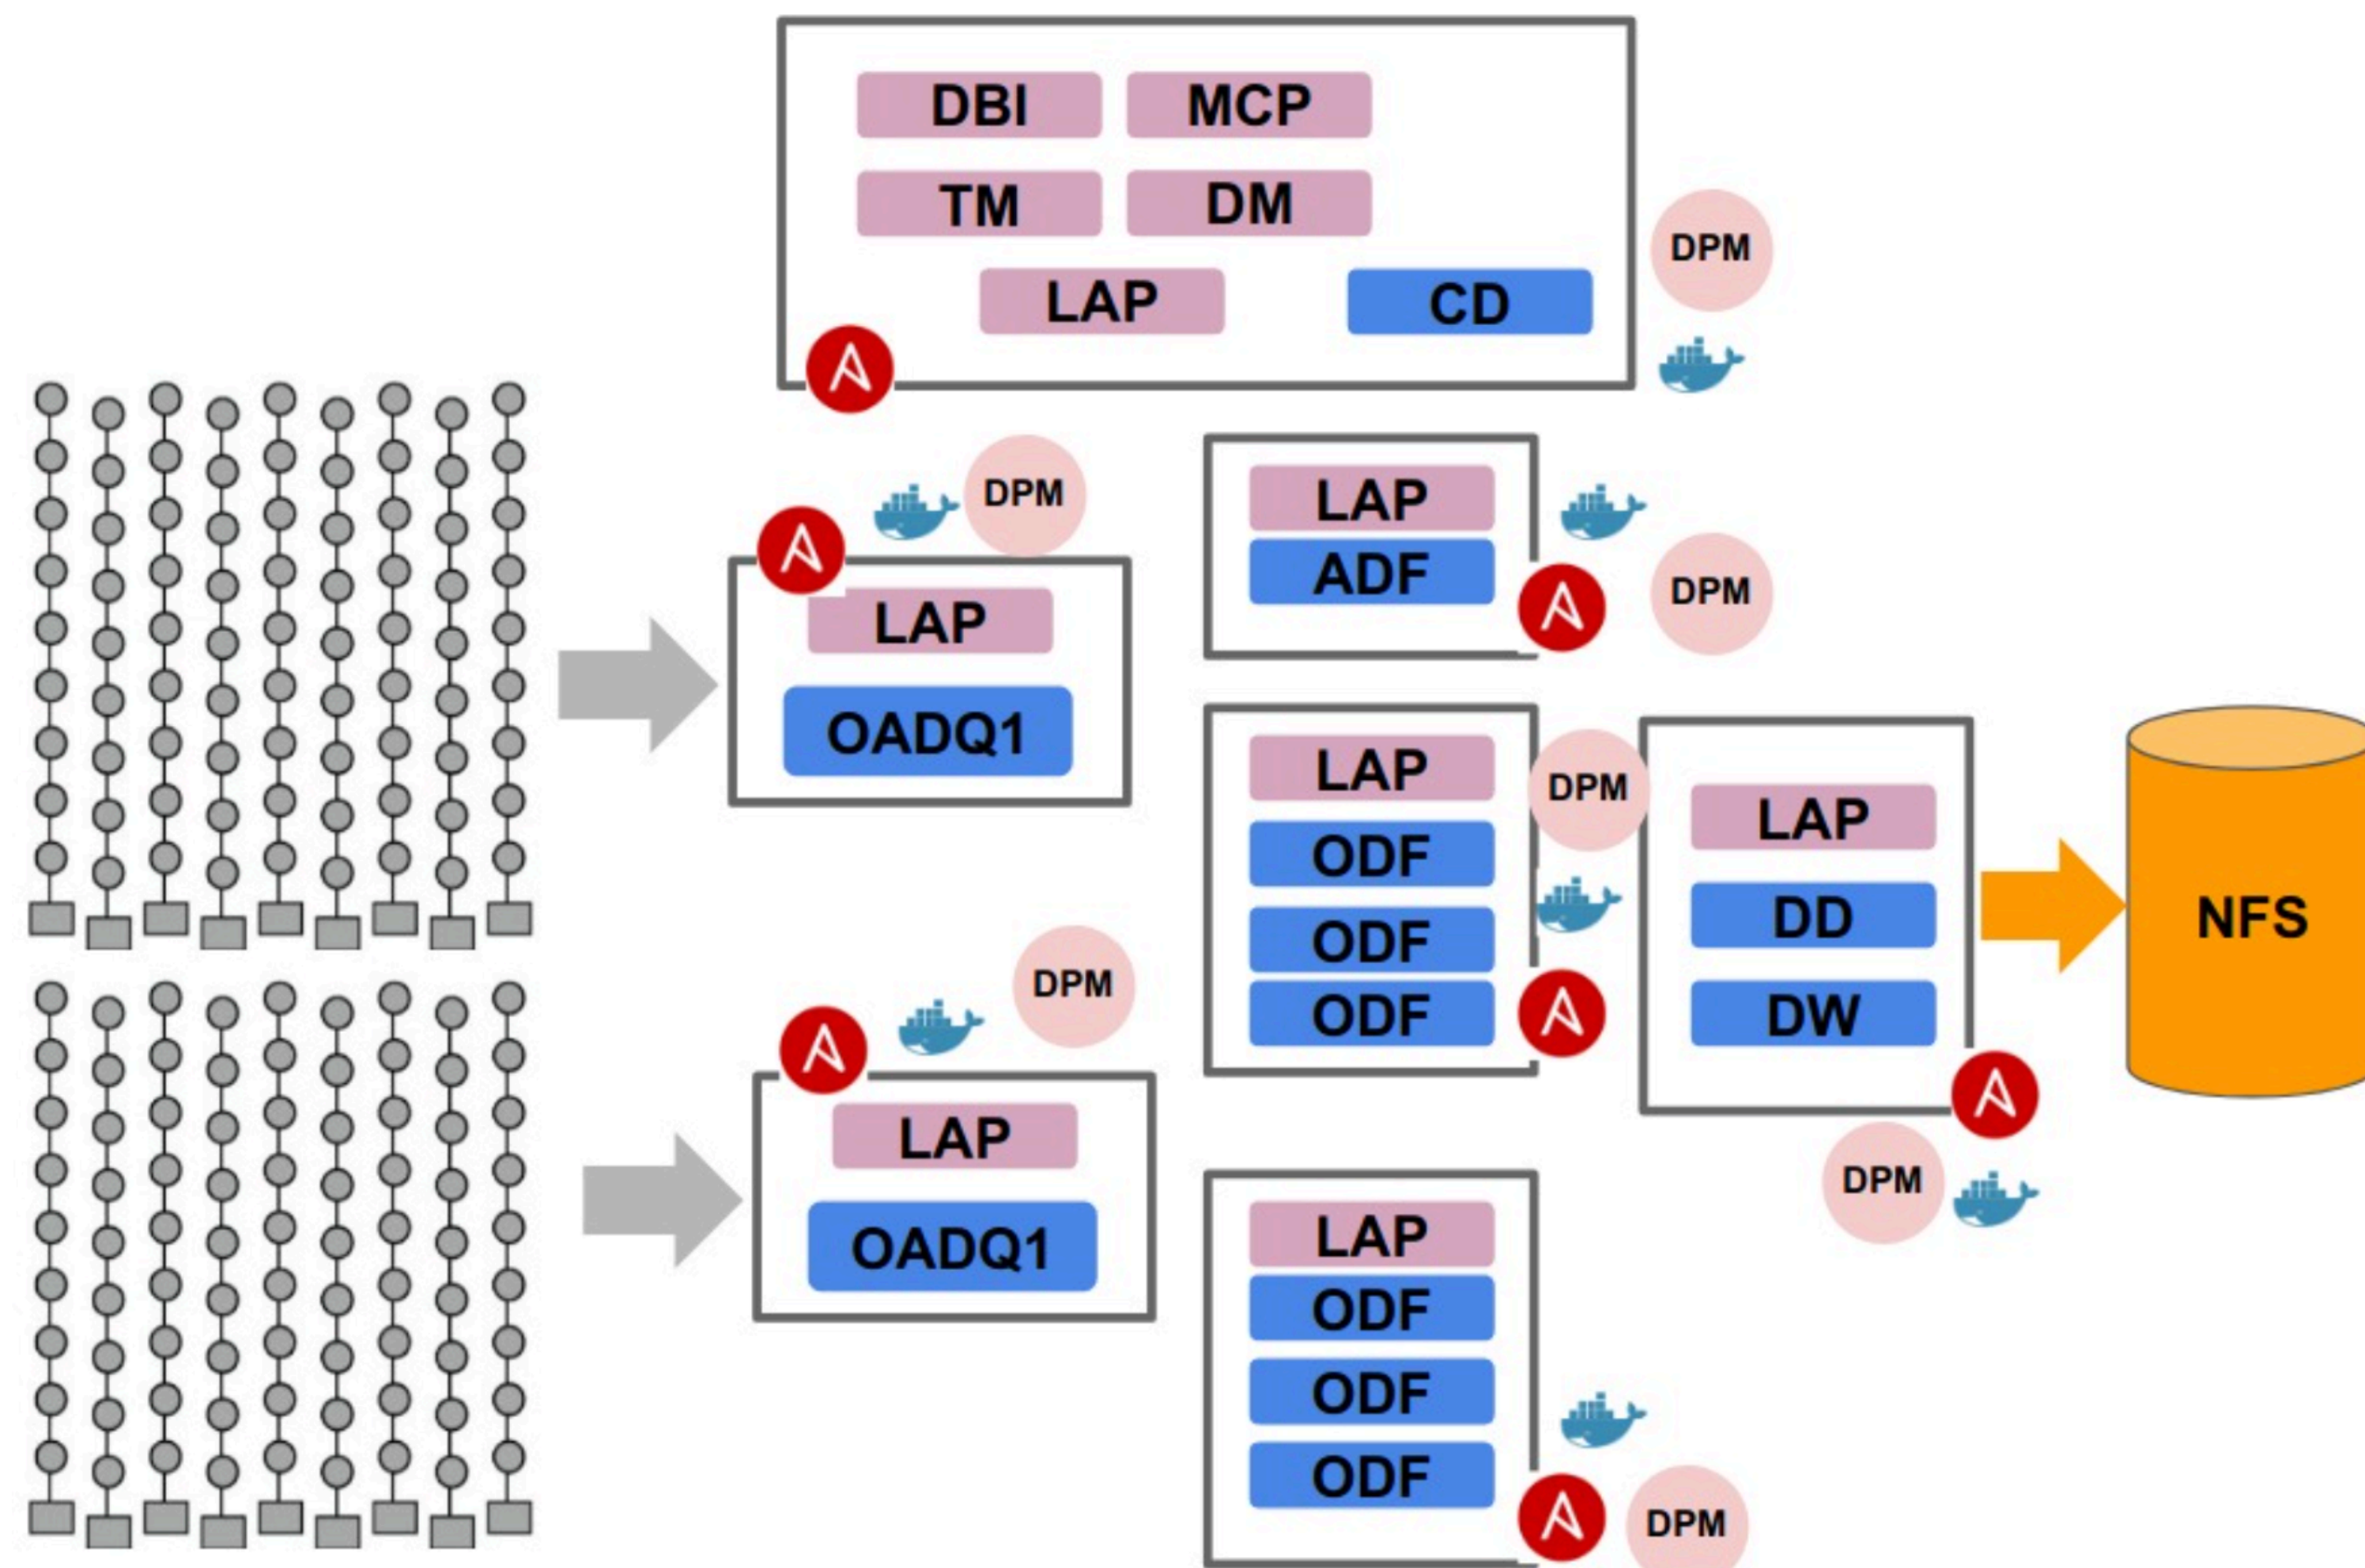 DBI
MCP
TM
DM
LAP
CD
DPM
DPM
LAP
OADQ1
LAP
ADF
DPM
LAP
ODF
ODF
ODF
DPM
LAP
DD
DW
DPM
NFS
DPM
LAP
OADQ1
LAP
ODF
ODF
ODF
DPM